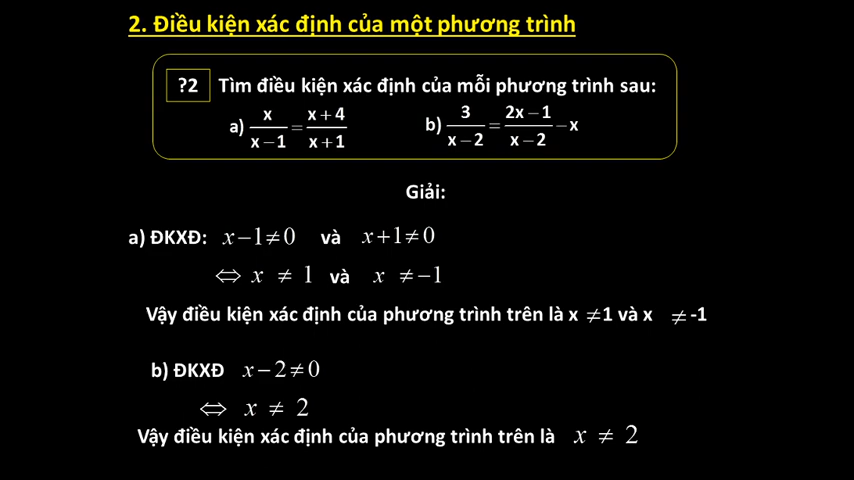 2. Điều kiện xác định của một phương trình
?2 Tìm điều kiện xác định của mỗi phương trình sau:
a) x/(x−1) = (x+4)/(x+1) b) 3/(x−2) = (2x−1)/(x−2) − x
Giải:
a) ĐKXĐ: x−1≠0 và x+1≠0
⇔ x ≠ 1 và x ≠−1
Vậy điều kiện xác định của phương trình trên là x ≠1 và x ≠ -1
b) ĐKXĐ x−2≠0
⇔ x ≠ 2
Vậy điều kiện xác định của phương trình trên là x ≠ 2